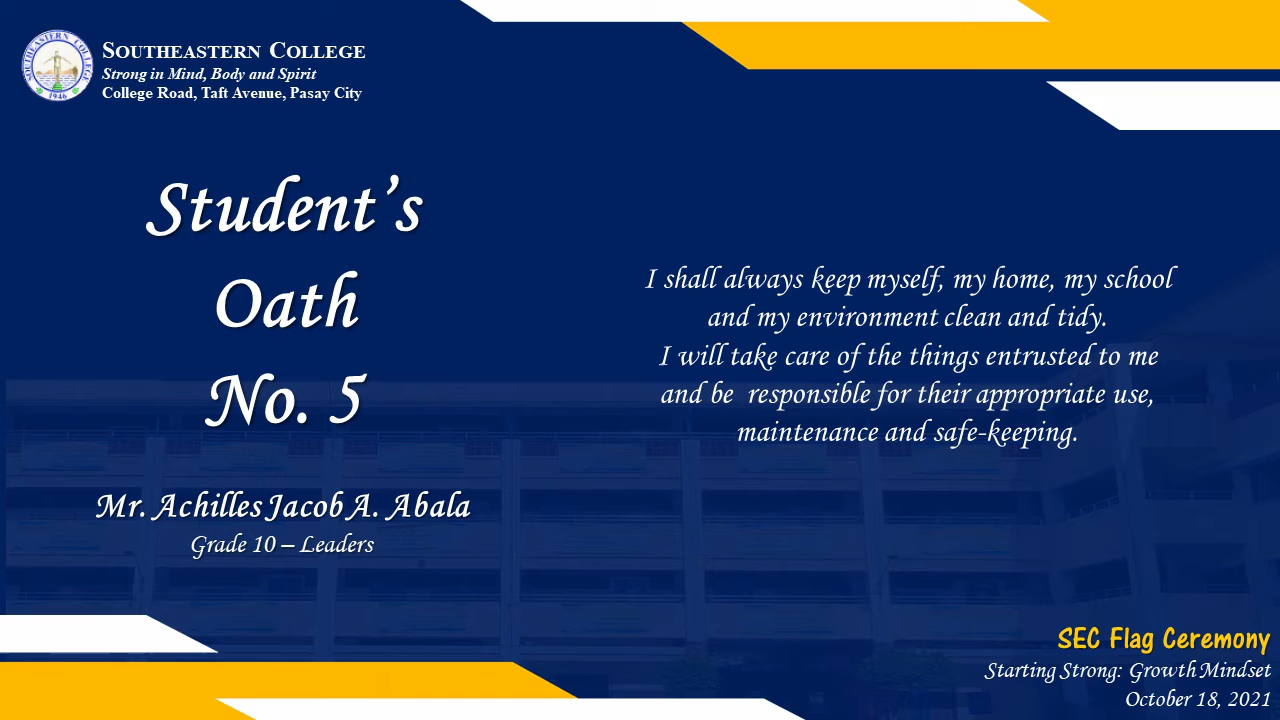 SOUTHEASTERN COLLEGE
Strong in Mind, Body and Spirit
College Road, Taft Avenue, Pasay City
SOUTHEASTERN COLLEGE
1946
Student's
Oath
No. 5
Mr. Achilles Jacob A. Abala
Grade 10 – Leaders
I shall always keep myself, my home, my school
and my environment clean and tidy.
I will take care of the things entrusted to me
and be responsible for their appropriate use,
maintenance and safe-keeping.
SEC Flag Ceremony
Starting Strong: Growth Mindset
October 18, 2021